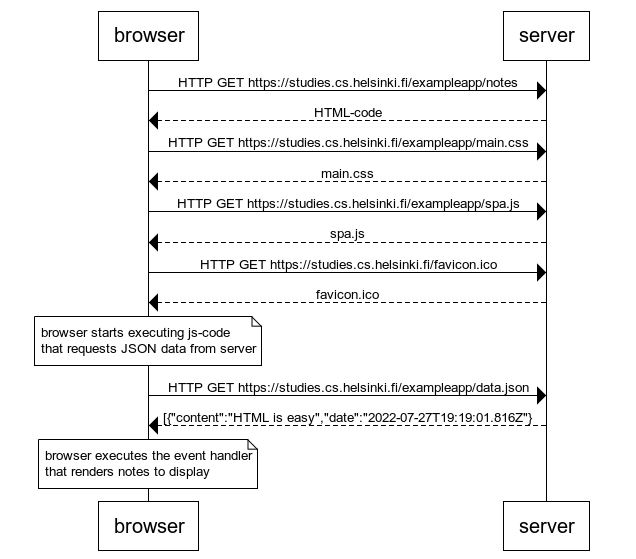 browser
server
HTTP GET https://studies.cs.helsinki.fi/exampleapp/notes
HTML-code
HTTP GET https://studies.cs.helsinki.fi/exampleapp/main.css
main.css
HTTP GET https://studies.cs.helsinki.fi/exampleapp/spa.js
spa.js
HTTP GET https://studies.cs.helsinki.fi/favicon.ico
favicon.ico
browser starts executing js-code
that requests JSON data from server
HTTP GET https://studies.cs.helsinki.fi/exampleapp/data.json
[{"content":"HTML is easy","date":"2022-07-27T19:19:01.816Z"}
browser executes the event handler
that renders notes to display
browser
server